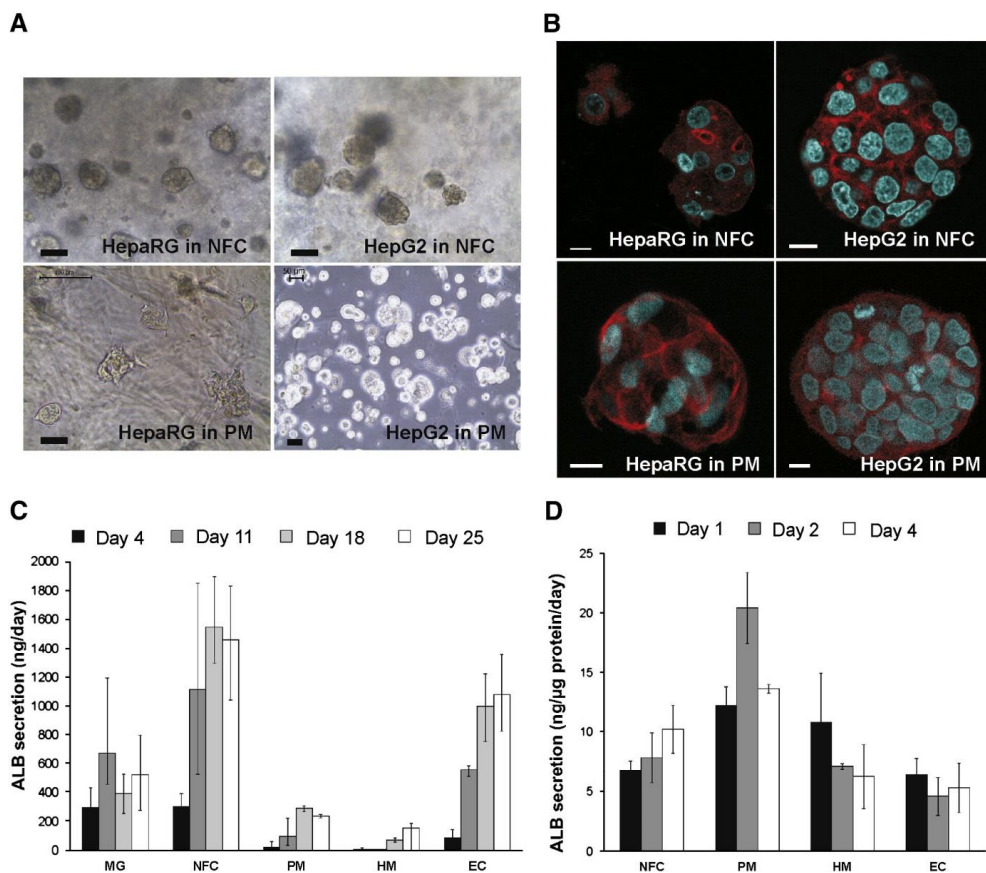 A
B
HepaRG in NFC
HepG2 in NFC
HepaRG in PM
50 µm
HepG2 in PM
HepaRG in NFC
HepG2 in NFC
HepaRG in PM
HepG2 in PM
C
Day 4 Day 11 Day 18 Day 25
ALB secretion (ng/day)
2000
1800
1600
1400
1200
1000
800
600
400
200
0
MG NFC PM HM EC
D
Day 1 Day 2 Day 4
ALB secretion (ng/µg protein/day)
25
20
15
10
5
0
NFC PM HM EC